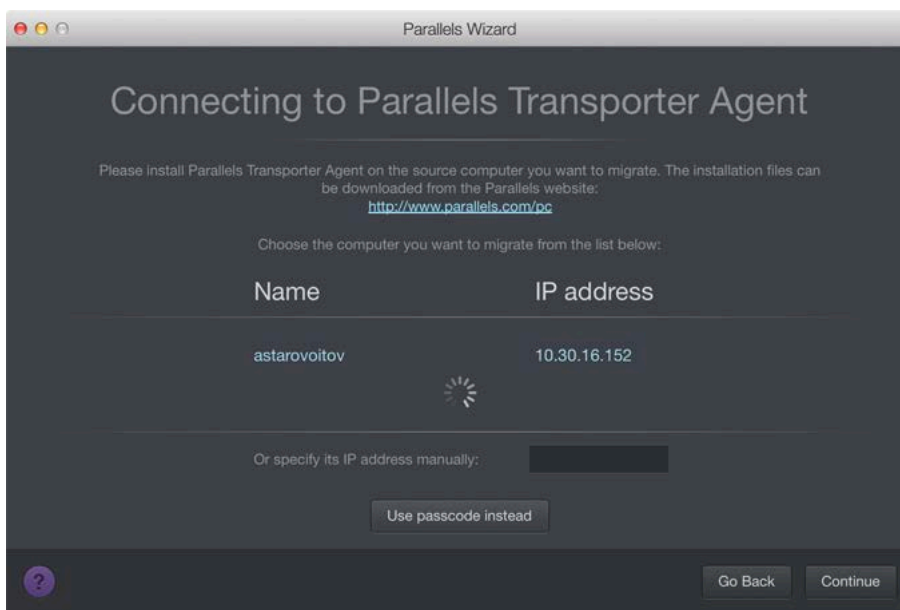 Parallels Wizard
Connecting to Parallels Transporter Agent
Please install Parallels Transporter Agent on the source computer you want to migrate. The installation files can
be downloaded from the Parallels website:
http://www.parallels.com/pc
Choose the computer you want to migrate from the list below:
Name IP address
astarovoitov 10.30.16.152
Or specify its IP address manually:
Use passcode instead
? Go Back Continue